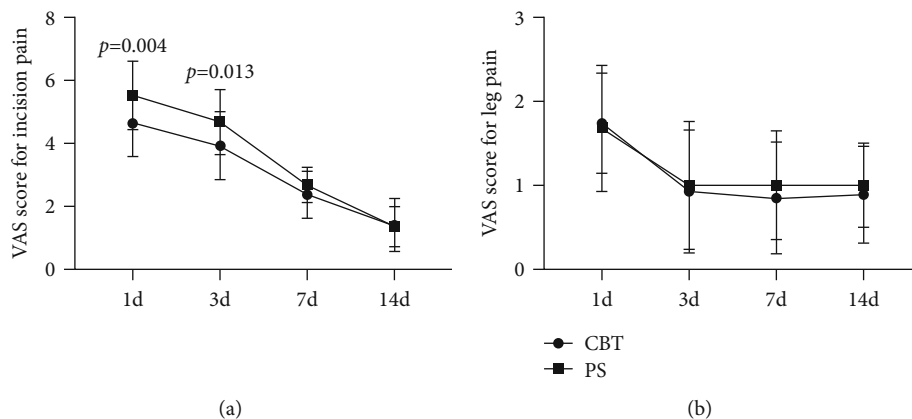 VAS score for incision pain
8
6
4
2
0
p=0.004
p=0.013
1d 3d 7d 14d
(a)
VAS score for leg pain
3
2
1
0
1d 3d 7d 14d
CBT
PS
(b)